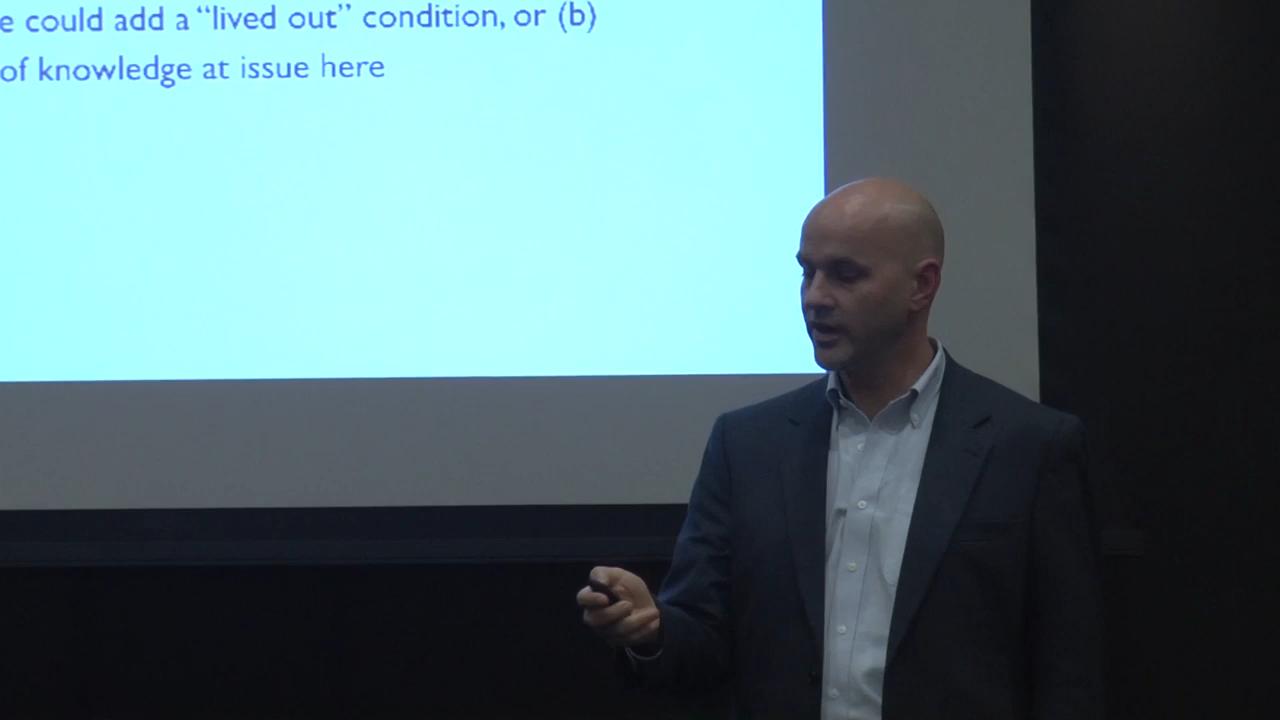 e could add a “lived out” condition, or (b)
of knowledge at issue here